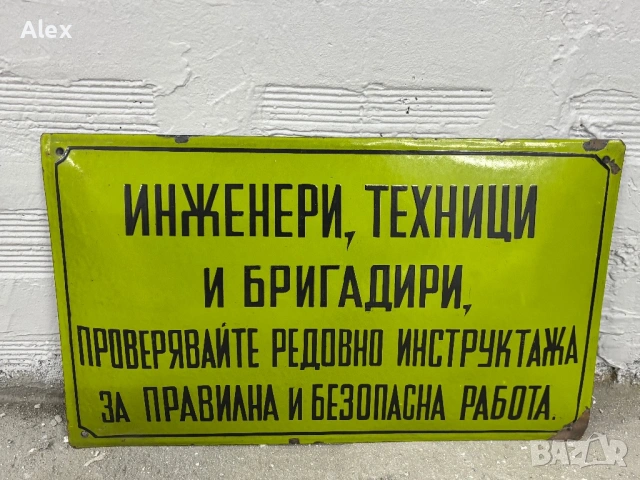 Alex
ИНЖЕНЕРИ, ТЕХНИЦИ
И БРИГАДИРИ,
ПРОВЕРЯВАЙТЕ РЕДОВНО ИНСТРУКТАЖА
ЗА ПРАВИЛНА И БЕЗОПАСНА РАБОТА.
BAZAR